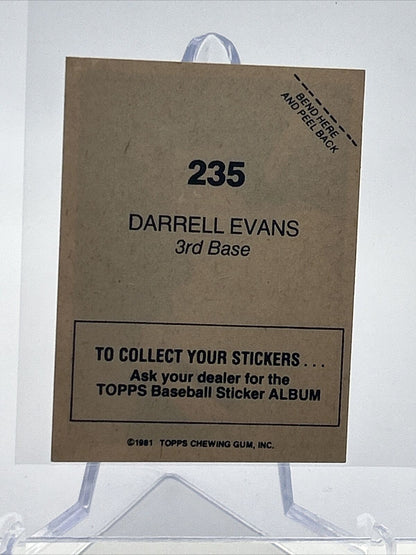 BEND HERE
AND PEEL BACK
235
DARRELL EVANS
3rd Base
TO COLLECT YOUR STICKERS . . .
Ask your dealer for the
TOPPS Baseball Sticker ALBUM
©1981 TOPPS CHEWING GUM, INC.